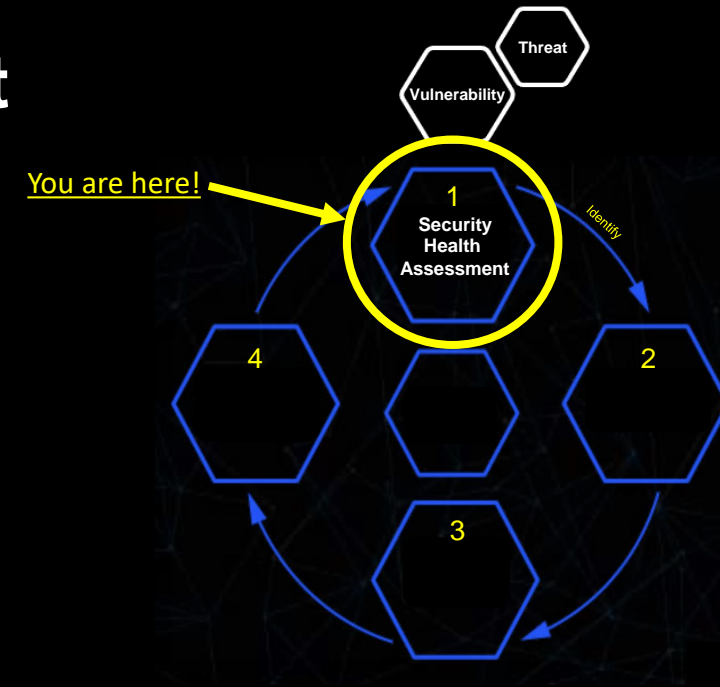 t
Threat
Vulnerability
You are here!
1
Security
Health
Assessment
Identify
4
2
3